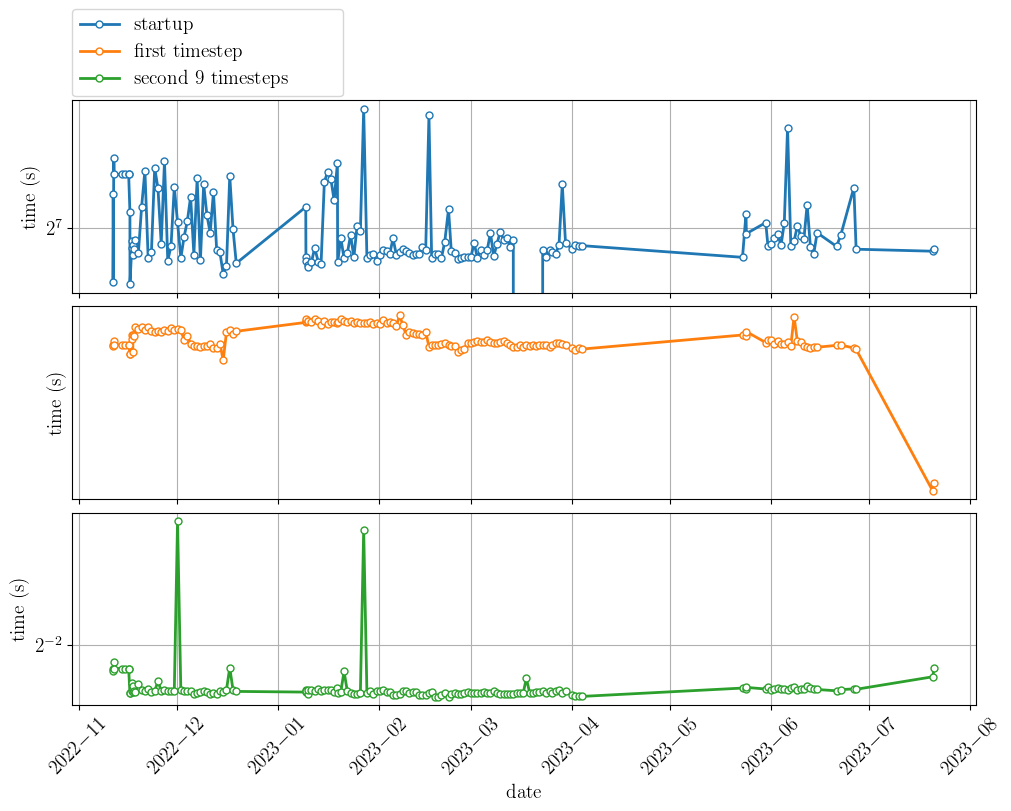 startup
first timestep
second 9 timesteps
time (s)
2^7
time (s)
time (s)
2^{-2}
2022−11
2022−12
2023−01
2023−02
2023−03
2023−04
2023−05
2023−06
2023−07
2023−08
date